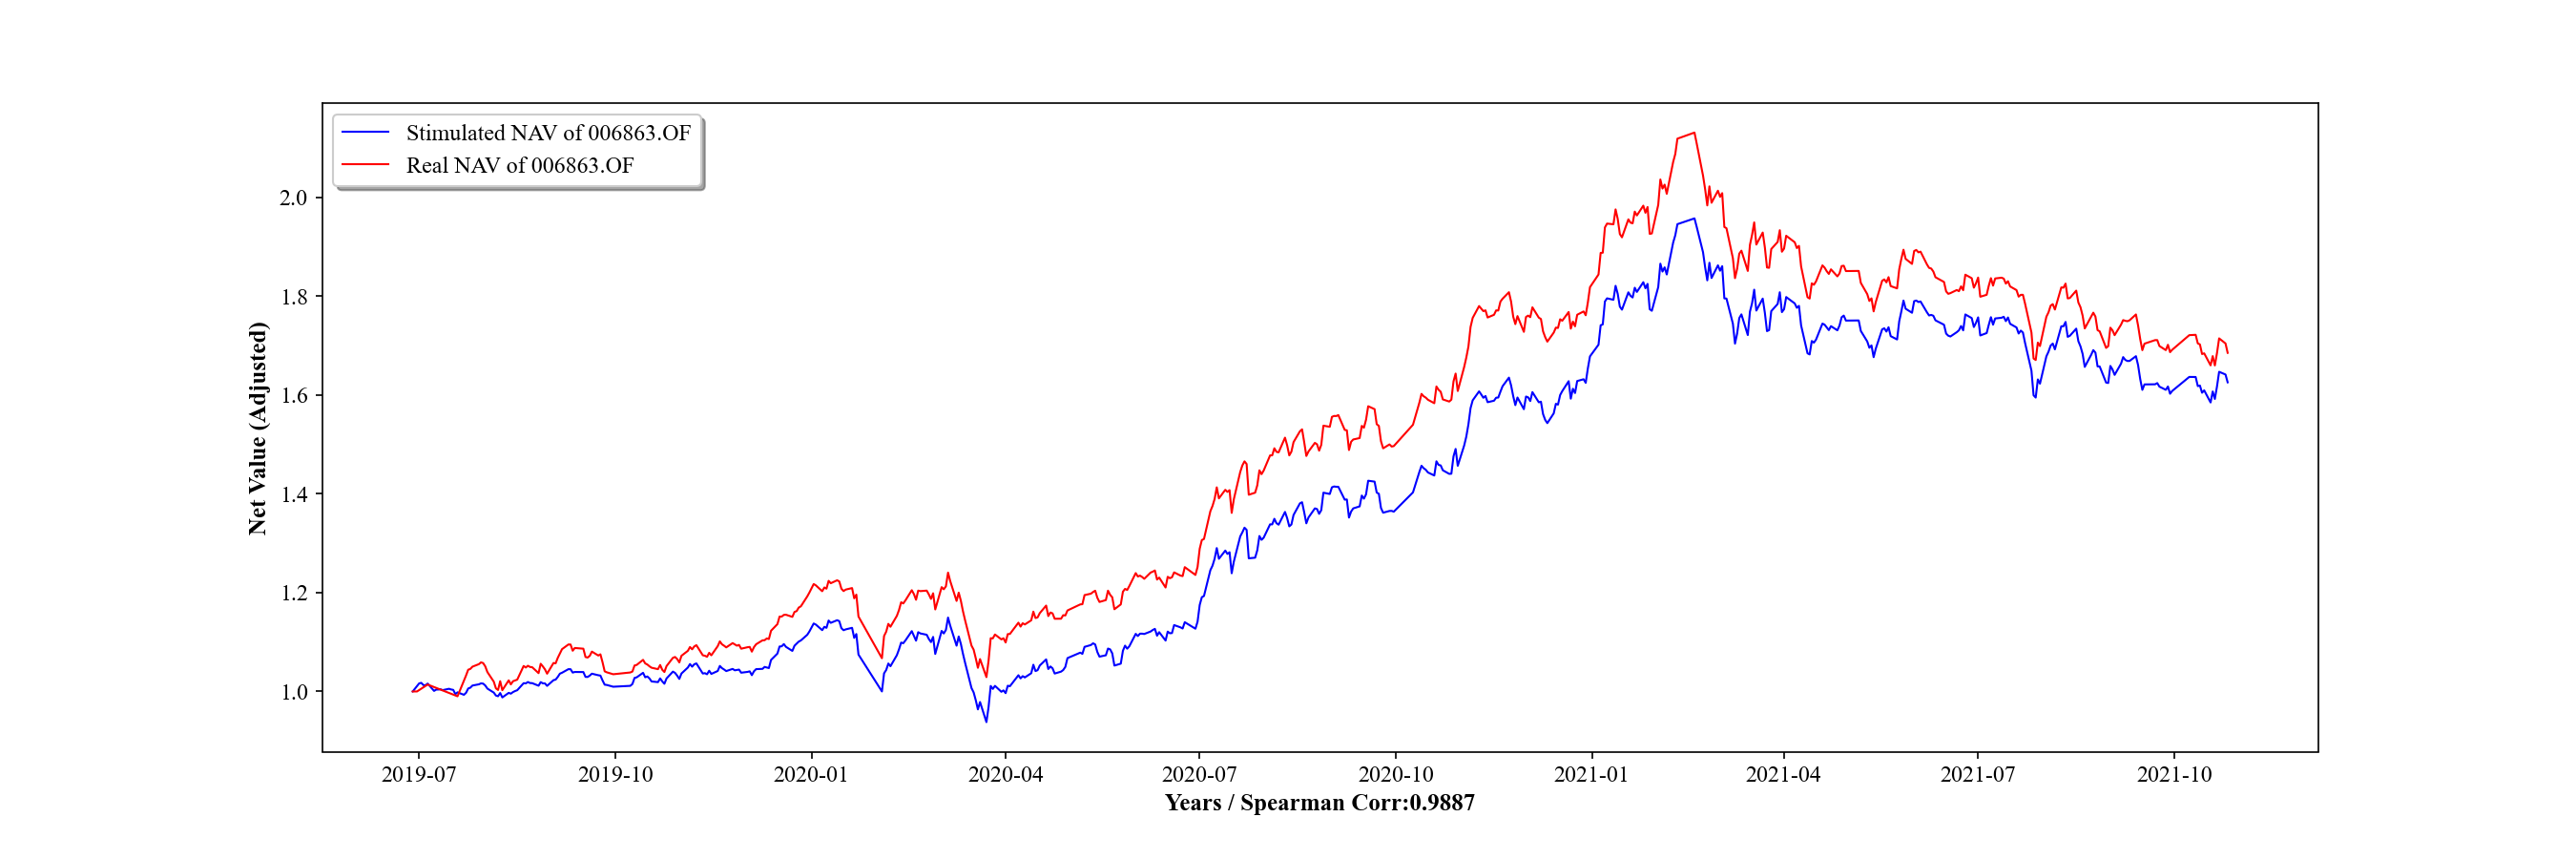 Stimulated NAV of 006863.OF
Real NAV of 006863.OF
2.0
1.8
1.6
1.4
1.2
1.0
Net Value (Adjusted)
2019-07 2019-10 2020-01 2020-04 2020-07 2020-10 2021-01 2021-04 2021-07 2021-10
Years / Spearman Corr:0.9887